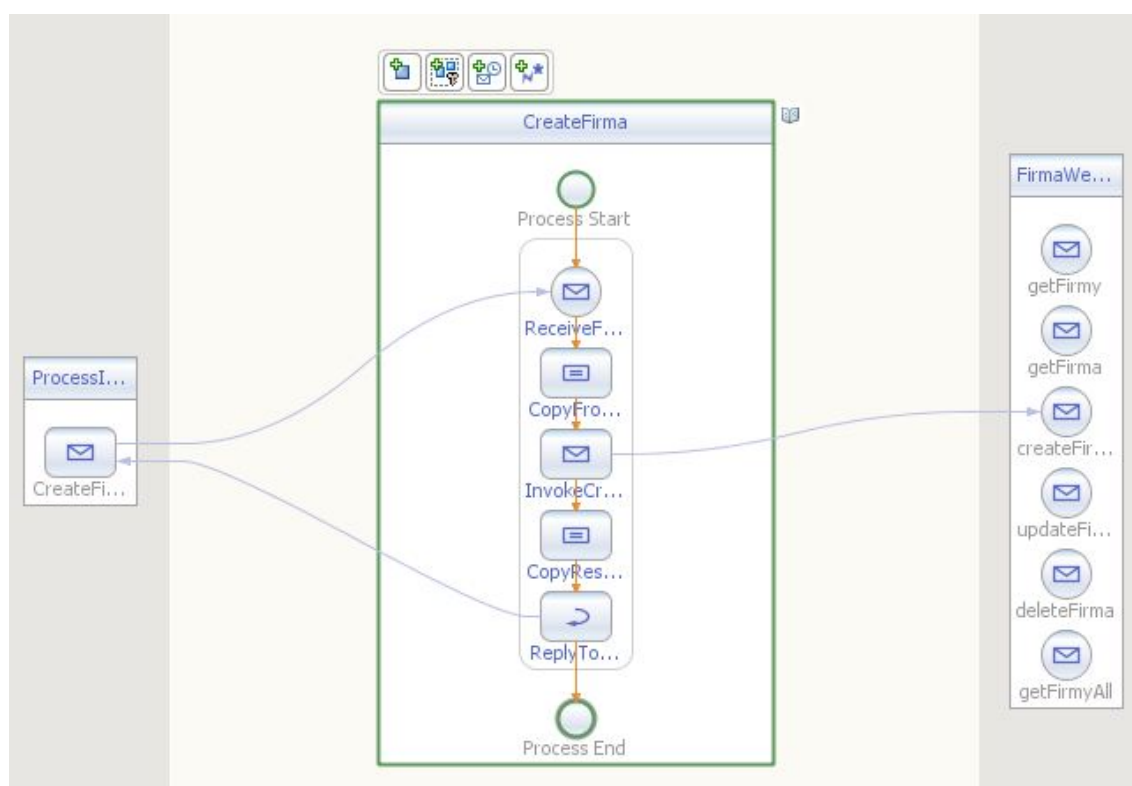 CreateFirma
Process Start
ReceiveF...
CopyFro...
InvokeCr...
CopyRes...
ReplyTo...
Process End
ProcessI...
CreateFi...
FirmaWe...
getFirmy
getFirma
createFir...
updateFi...
deleteFirma
getFirmyAll